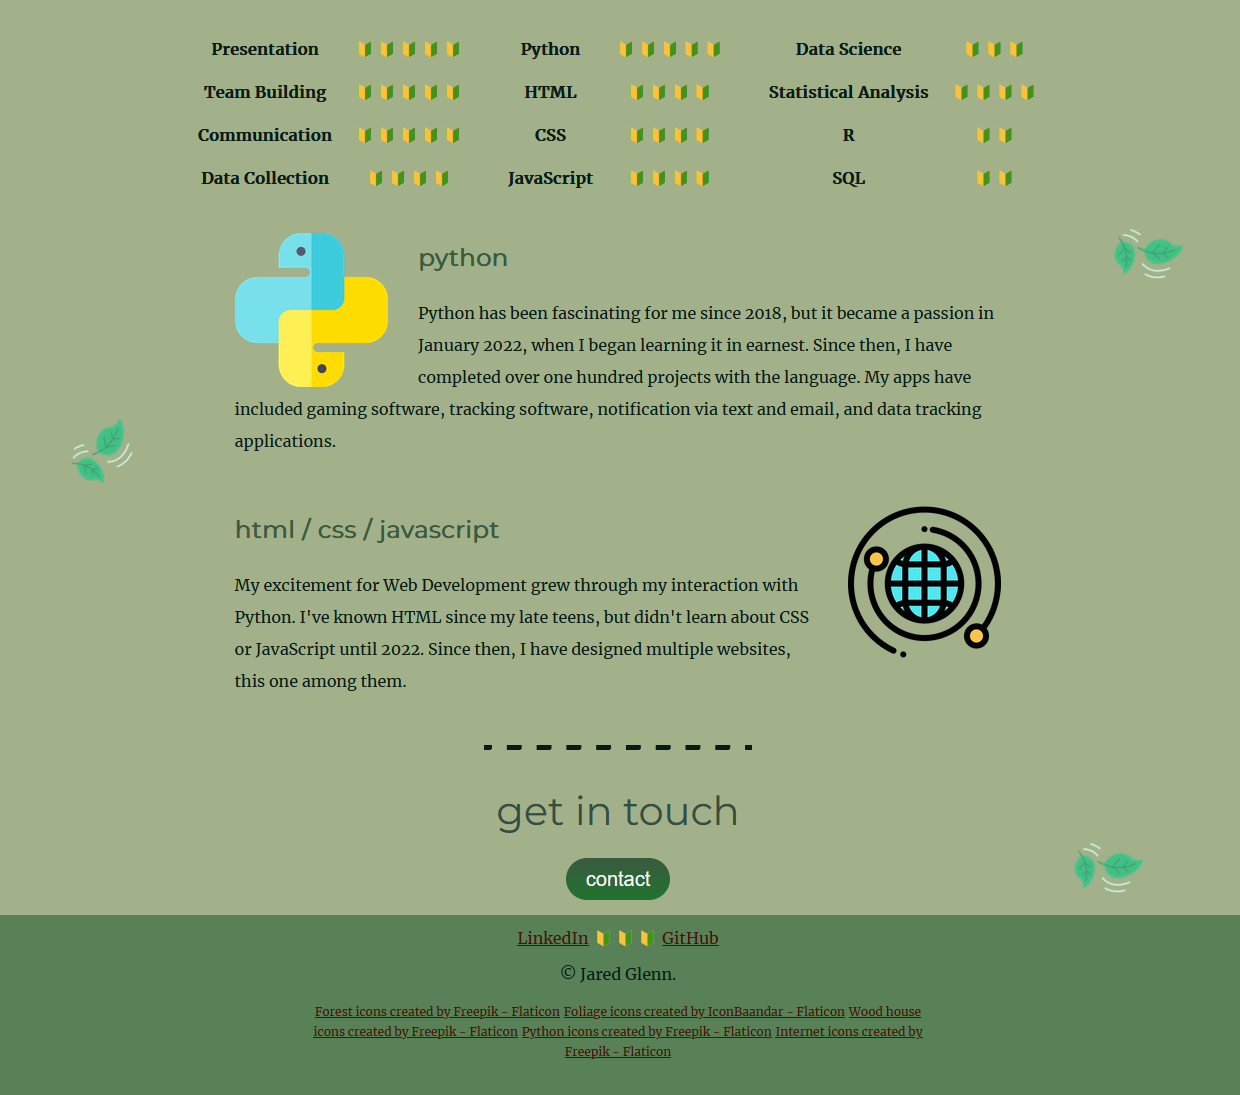 Presentation 🔰 🔰 🔰 🔰 🔰 Python 🔰 🔰 🔰 🔰 🔰 Data Science 🔰 🔰 🔰
Team Building 🔰 🔰 🔰 🔰 🔰 HTML 🔰 🔰 🔰 🔰 Statistical Analysis 🔰 🔰 🔰 🔰
Communication 🔰 🔰 🔰 🔰 🔰 CSS 🔰 🔰 🔰 🔰 R 🔰 🔰
Data Collection 🔰 🔰 🔰 🔰 JavaScript 🔰 🔰 🔰 🔰 SQL 🔰 🔰
python
Python has been fascinating for me since 2018, but it became a passion in
January 2022, when I began learning it in earnest. Since then, I have
completed over one hundred projects with the language. My apps have
included gaming software, tracking software, notification via text and email, and data tracking
applications.
html / css / javascript
My excitement for Web Development grew through my interaction with
Python. I've known HTML since my late teens, but didn't learn about CSS
or JavaScript until 2022. Since then, I have designed multiple websites,
this one among them.
get in touch
contact
LinkedIn 🔰 🔰 🔰 GitHub
© Jared Glenn.
Forest icons created by Freepik - Flaticon Foliage icons created by IconBaandar - Flaticon Wood house
icons created by Freepik - Flaticon Python icons created by Freepik - Flaticon Internet icons created by
Freepik - Flaticon